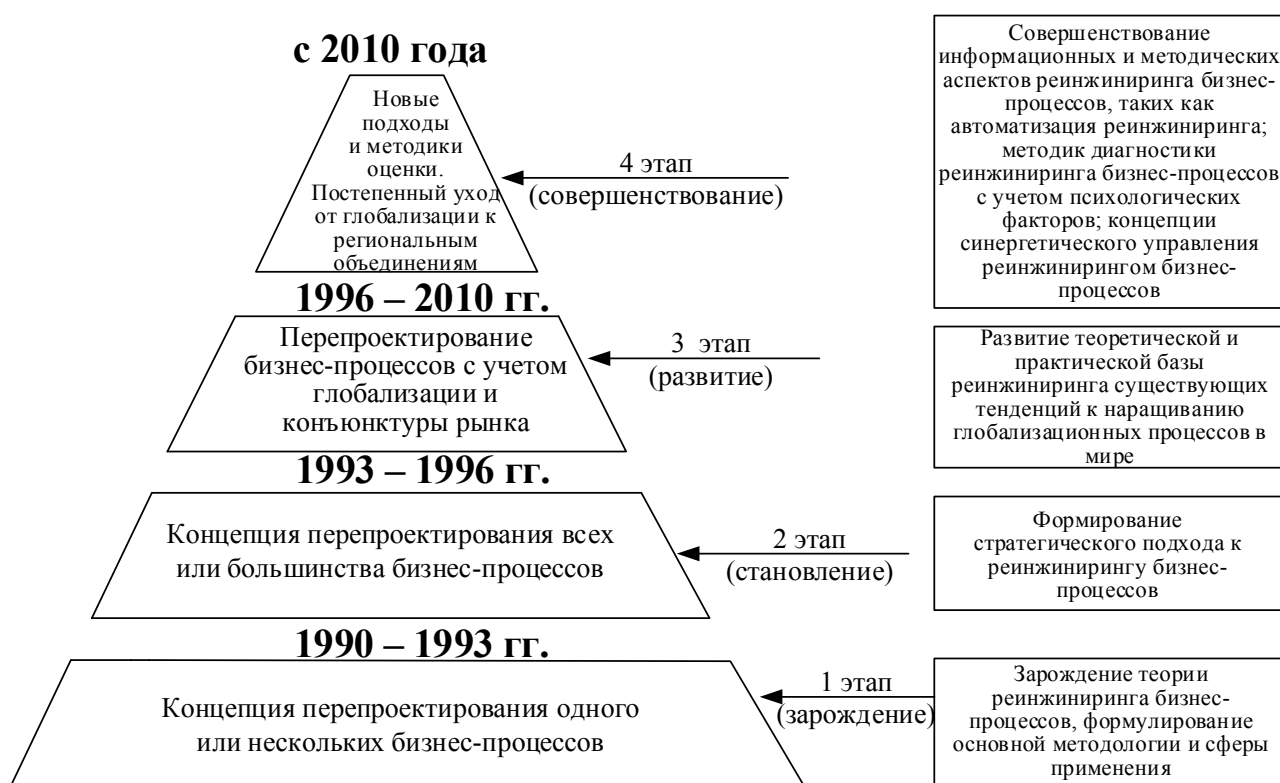 с 2010 года
Новые
подходы
и методики
оценки.
Постепенный уход
от глобализации к
региональным
объединениям
4 этап
(совершенствование)
Совершенствование
информационных и методических
аспектов реинжиниринга бизнес-
процессов, таких как
автоматизация реинжиниринга;
методик диагностики
реинжиниринга бизнес-процессов
с учетом психологических
факторов; концепции
синергетического управления
реинжинирингом бизнес-
процессов
1996 – 2010 гг.
Перепроектирование
бизнес-процессов с учетом
глобализации и
конъюнктуры рынка
3 этап
(развитие)
Развитие теоретической и
практической базы
реинжиниринга существующих
тенденций к наращиванию
глобализационных процессов в
мире
1993 – 1996 гг.
Концепция перепроектирования всех
или большинства бизнес-процессов
2 этап
(становление)
Формирование
стратегического подхода к
реинжинирингу бизнес-
процессов
1990 – 1993 гг.
Концепция перепроектирования одного
или нескольких бизнес-процессов
1 этап
(зарождение)
Зарождение теории
реинжиниринга бизнес-
процессов, формулирование
основной методологии и сферы
применения